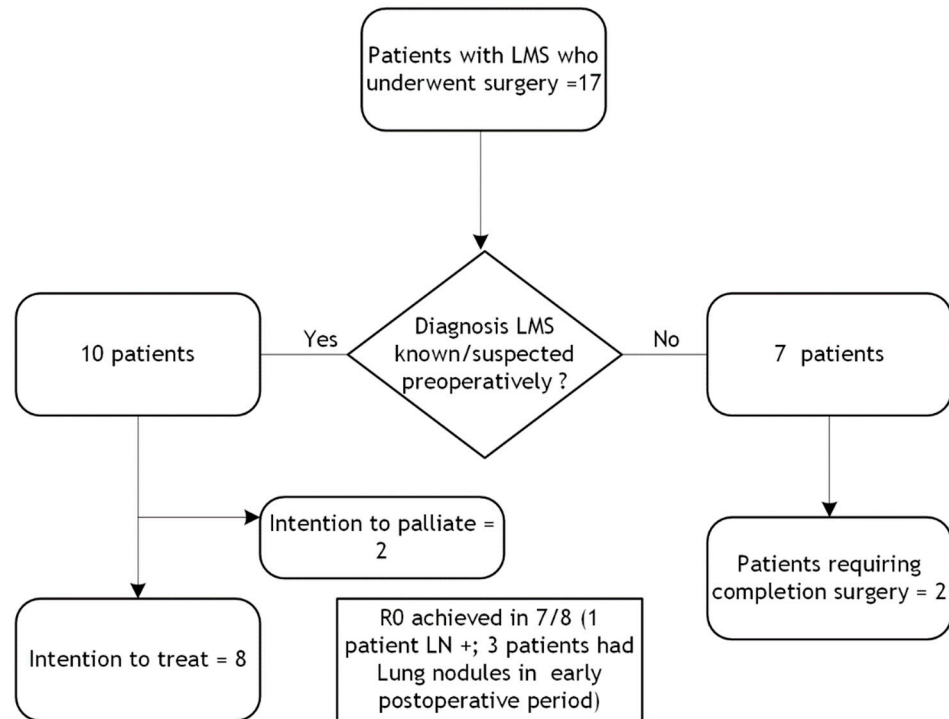 Patients with LMS who
underwent surgery =17
Diagnosis LMS
known/suspected
preoperatively ?
Yes
No
10 patients
7 patients
Intention to palliate =
2
Intention to treat = 8
Patients requiring
completion surgery = 2
R0 achieved in 7/8 (1
patient LN +; 3 patients had
Lung nodules in early
postoperative period)